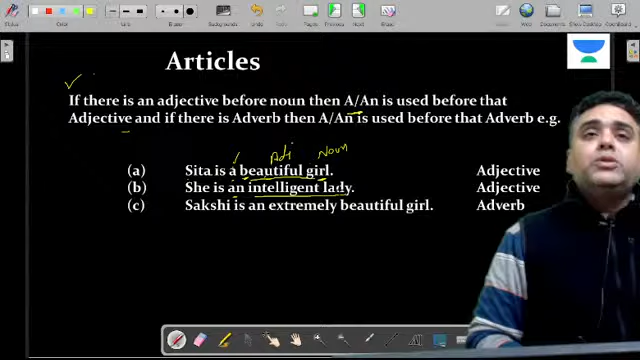 Articles
If there is an adjective before noun then A/An is used before that
Adjective and if there is Adverb then A/An is used before that Adverb e.g.
Adj Noun
(a) Sita is a beautiful girl. Adjective
(b) She is an intelligent lady. Adjective
(c) Sakshi is an extremely beautiful girl. Adverb